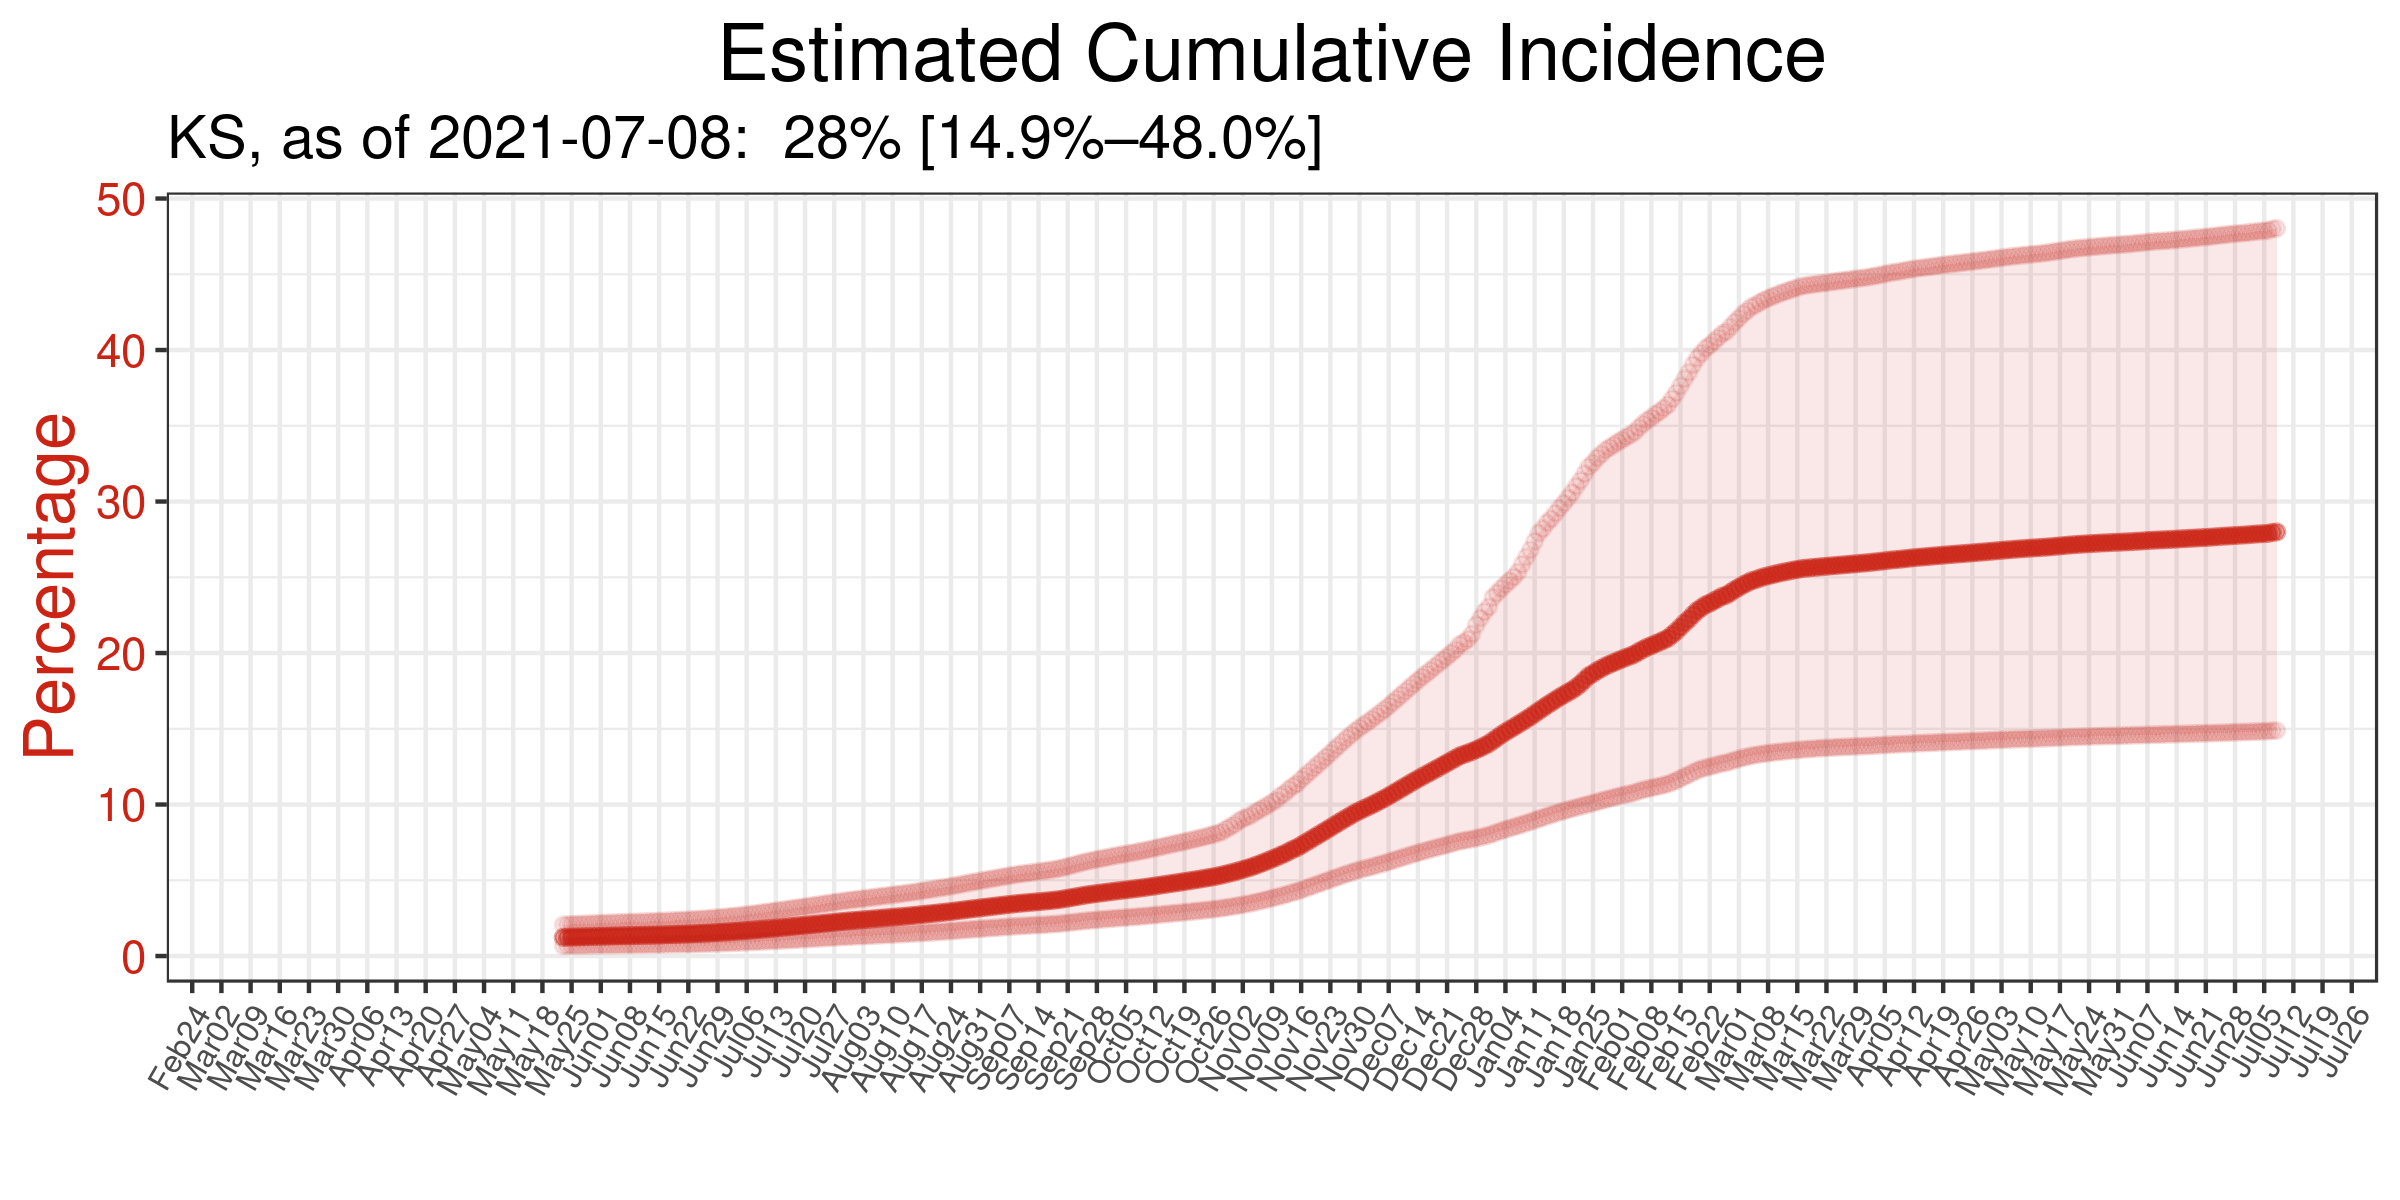 Estimated Cumulative Incidence
KS, as of 2021-07-08:  28% [14.9%–48.0%]
Percentage
50
40
30
20
10
0
Feb24
Mar02
Mar09
Mar16
Mar23
Mar30
Apr06
Apr13
Apr20
Apr27
May04
May11
May18
May25
Jun01
Jun08
Jun15
Jun22
Jun29
Jul06
Jul13
Jul20
Jul27
Aug03
Aug10
Aug17
Aug24
Aug31
Sep07
Sep14
Sep21
Sep28
Oct05
Oct12
Oct19
Oct26
Nov02
Nov09
Nov16
Nov23
Nov30
Dec07
Dec14
Dec21
Dec28
Jan04
Jan11
Jan18
Jan25
Feb01
Feb08
Feb15
Feb22
Mar01
Mar08
Mar15
Mar22
Mar29
Apr05
Apr12
Apr19
Apr26
May03
May10
May17
May24
May31
Jun07
Jun14
Jun21
Jun28
Jul05
Jul12
Jul19
Jul26